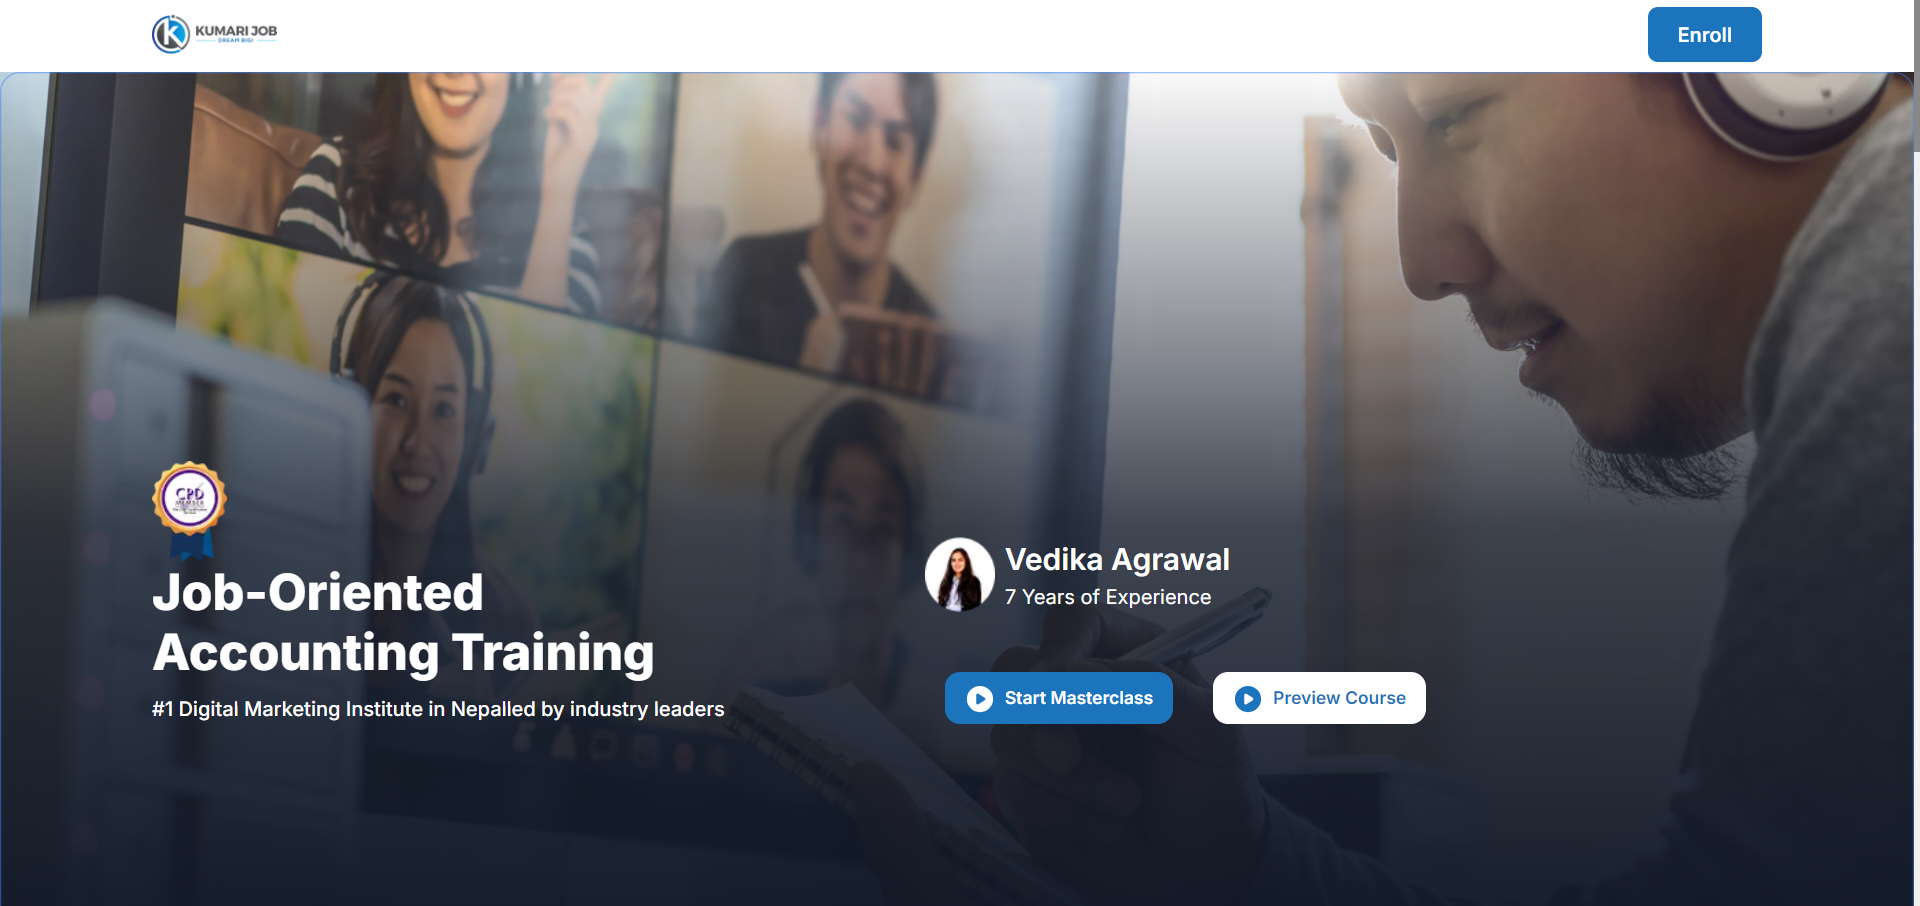 KUMARI JOB
DREAM BIG!
Enroll
CPD
MEMBER
Job-Oriented
Accounting Training
#1 Digital Marketing Institute in Nepalled by industry leaders
Vedika Agrawal
7 Years of Experience
Start Masterclass
Preview Course